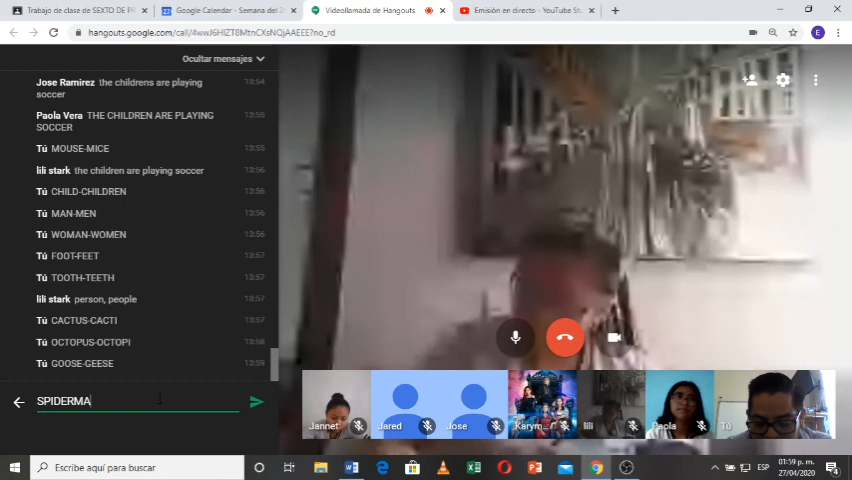 Trabajo de clase de SEXTO DE PR
Google Calendar - Semana del 2
Videollamada de Hangouts
Emisión en directo - YouTube St
hangouts.google.com/call/
Ocultar mensajes
Jose Ramirez the childrens are playing 13:54
soccer
Paola Vera THE CHILDREN ARE PLAYING 13:55
SOCCER
Tú MOUSE-MICE 13:55
lili stark the children are playing soccer 13:56
Tú CHILD-CHILDREN 13:56
Tú MAN-MEN 13:56
Tú WOMAN-WOMEN 13:56
Tú FOOT-FEET 13:57
Tú TOOTH-TEETH 13:57
lili stark person, people 13:57
Tú CACTUS-CACTI 13:57
Tú OCTOPUS-OCTOPI 13:58
Tú GOOSE-GEESE 13:59
SPIDERMA
Jannet
Jared
Jose
Karym...
lili
Paola
Tú
Escribe aquí para buscar
ESP
01:59 p. m.
27/04/2020